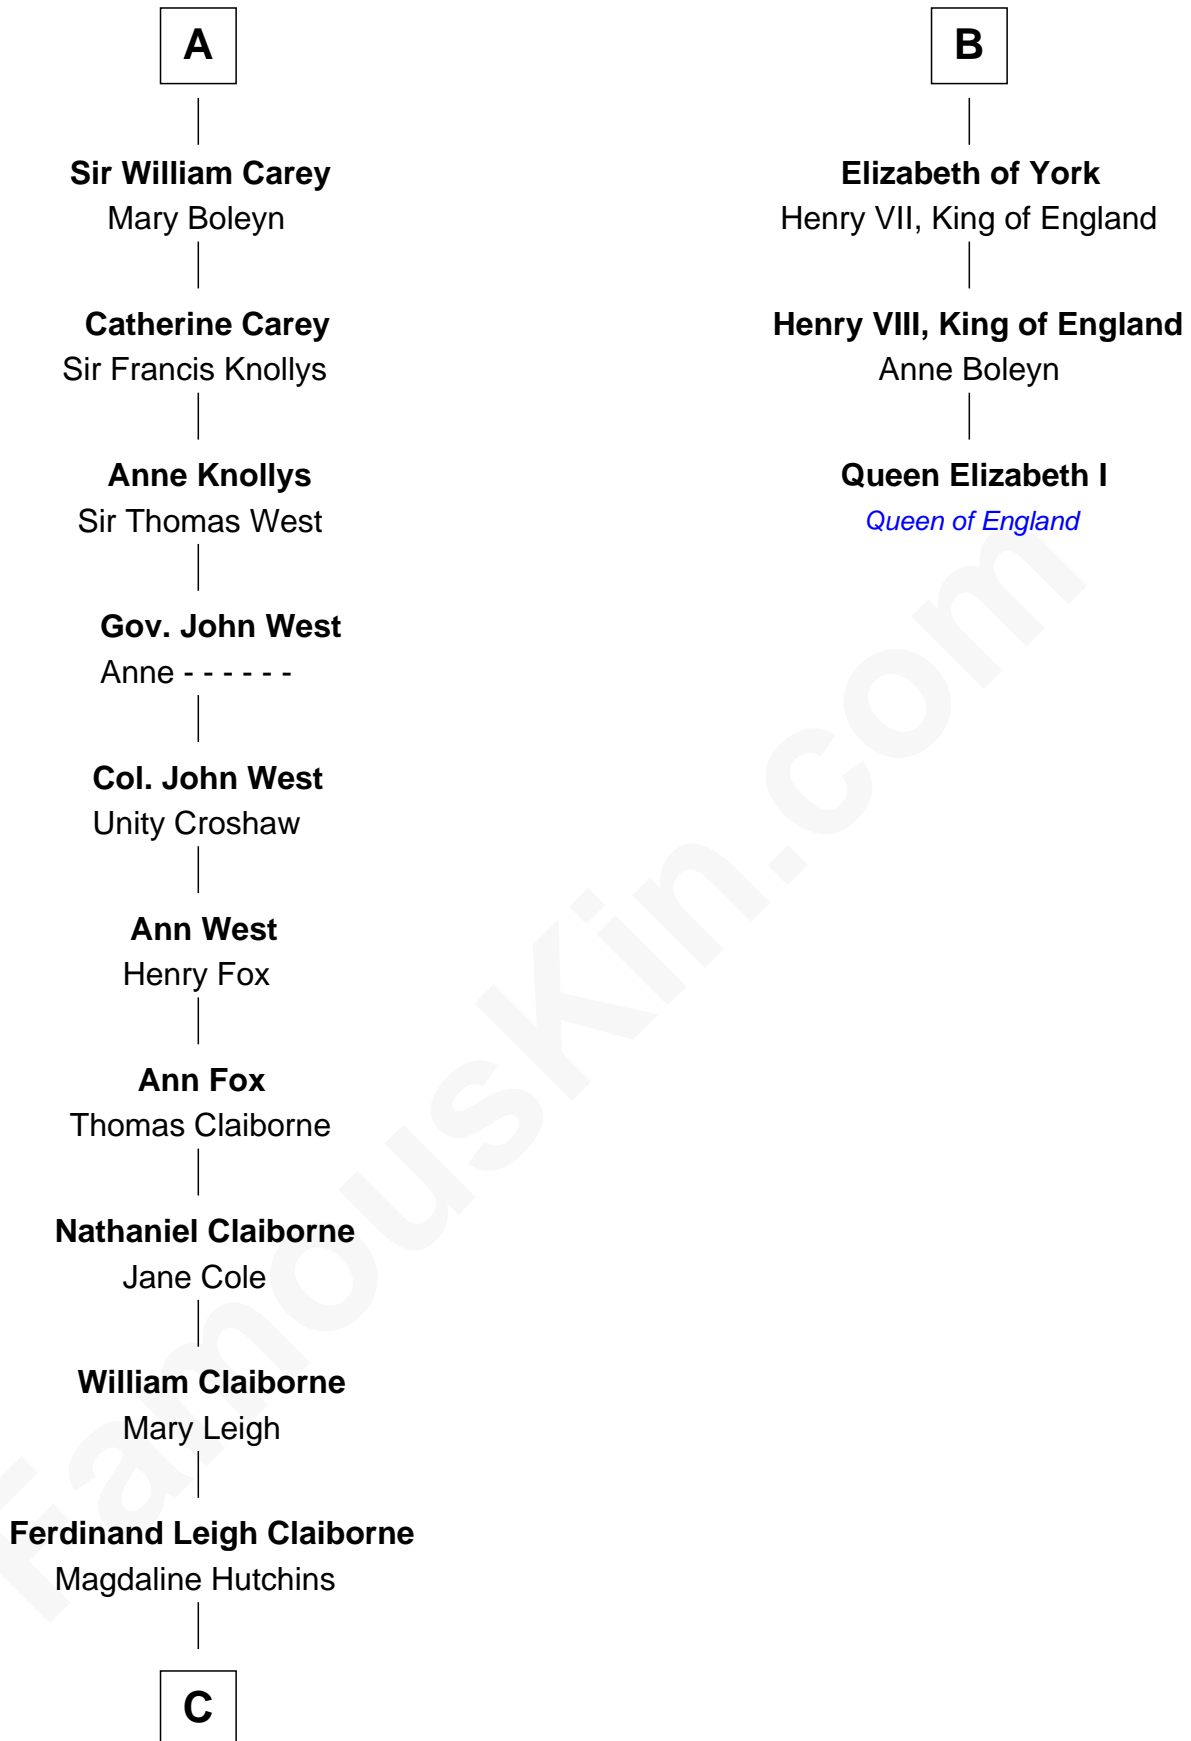 A
Sir William Carey
Mary Boleyn
Catherine Carey
Sir Francis Knollys
Anne Knollys
Sir Thomas West
Gov. John West
Anne - - - - - -
Col. John West
Unity Croshaw
Ann West
Henry Fox
Ann Fox
Thomas Claiborne
Nathaniel Claiborne
Jane Cole
William Claiborne
Mary Leigh
Ferdinand Leigh Claiborne
Magdaline Hutchins
C
B
Elizabeth of York
Henry VII, King of England
Henry VIII, King of England
Anne Boleyn
Queen Elizabeth I
Queen of England
FamousKin.com